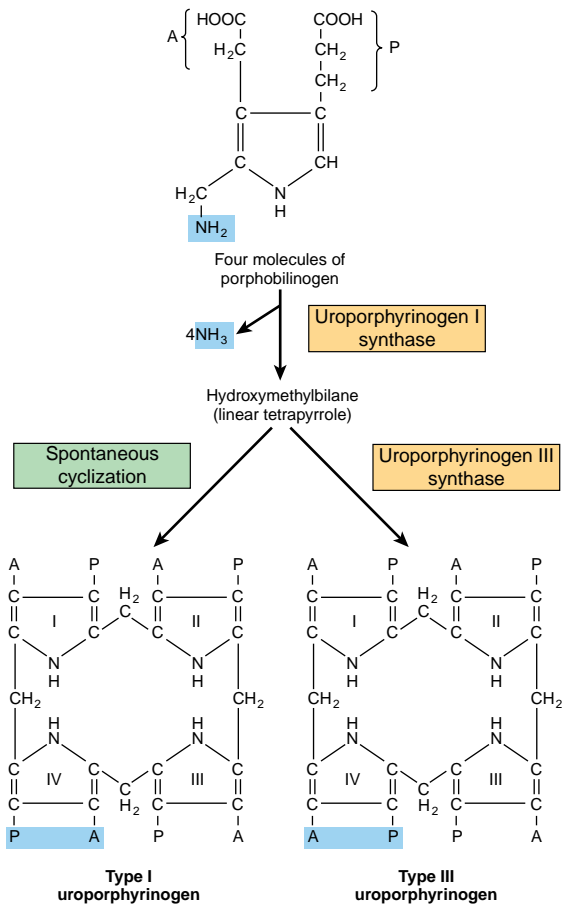 HOOC COOH
A H2C CH2 P
CH2
C C
C CH
H2C N
H
NH2
Four molecules of
porphobilinogen
4NH3
Uroporphyrinogen I
synthase
Hydroxymethylbilane
(linear tetrapyrrole)
Spontaneous
cyclization
Uroporphyrinogen III
synthase
A P A P A P A P
C C H2 C C C C H2 C C
I C II I C II
C C C C C C C C
N N N N
H H H H
CH2 CH2 CH2 CH2
H H H H
N N N N
C C C C C C C C
IV C III IV C III
C C H2 C C C C H2 C C
P A P A A P P A
Type I
uroporphyrinogen
Type III
uroporphyrinogen